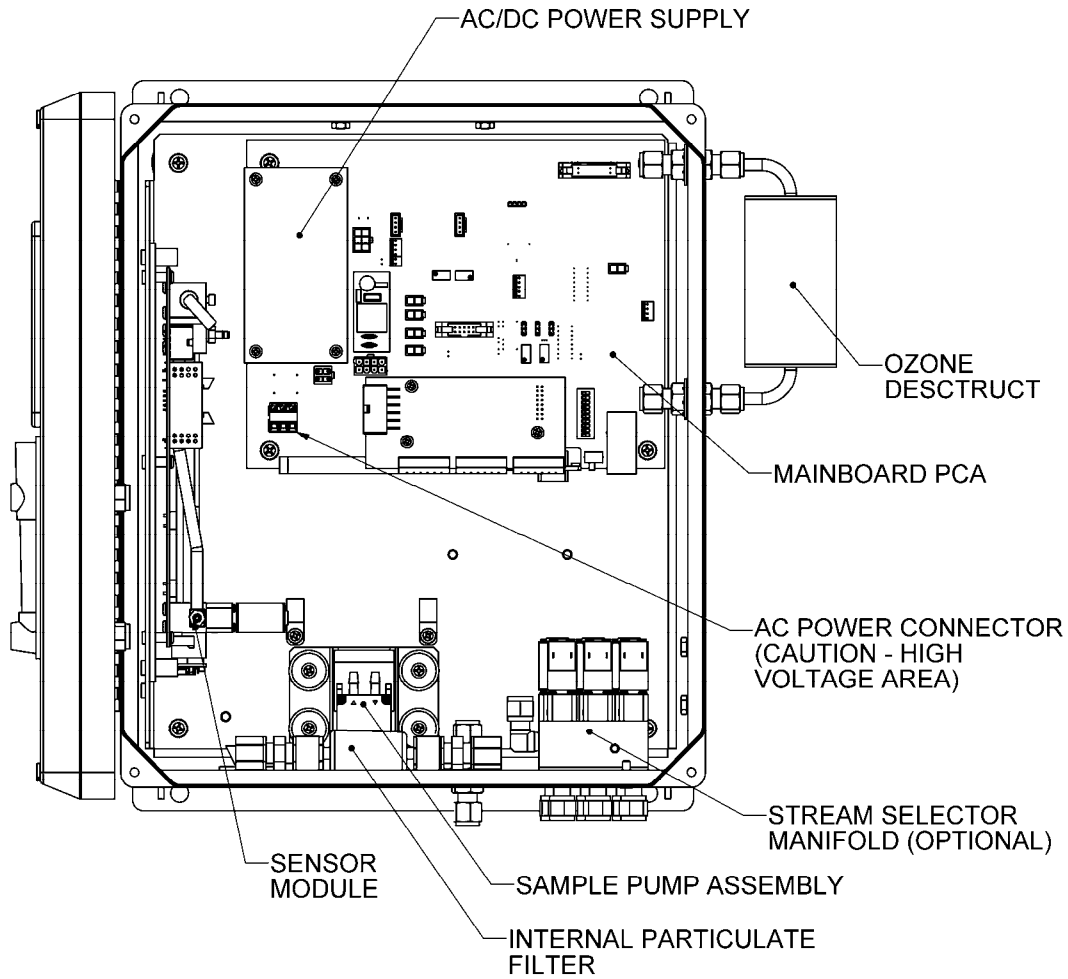 AC/DC POWER SUPPLY
OZONE
DESCTRUCT
MAINBOARD PCA
AC POWER CONNECTOR
(CAUTION - HIGH
VOLTAGE AREA)
STREAM SELECTOR
MANIFOLD (OPTIONAL)
SENSOR
MODULE
SAMPLE PUMP ASSEMBLY
INTERNAL PARTICULATE
FILTER